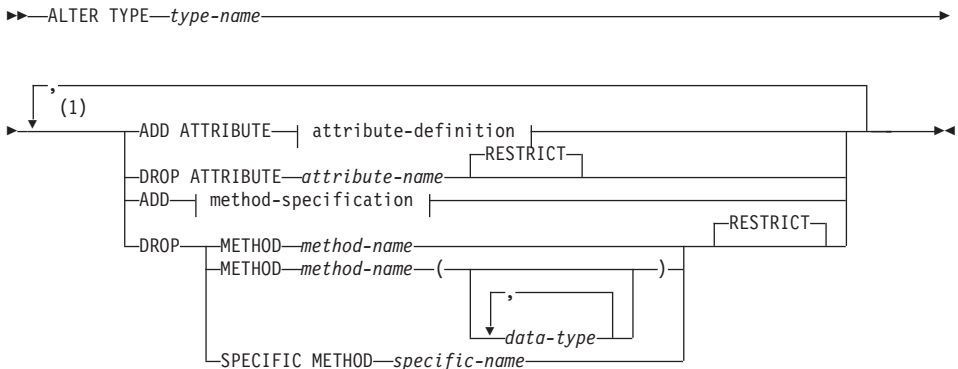 ALTER TYPE type-name
,
(1)
ADD ATTRIBUTE attribute-definition
RESTRICT
DROP ATTRIBUTE attribute-name
ADD method-specification
RESTRICT
DROP METHOD method-name
METHOD method-name ( )
,
data-type
SPECIFIC METHOD specific-name